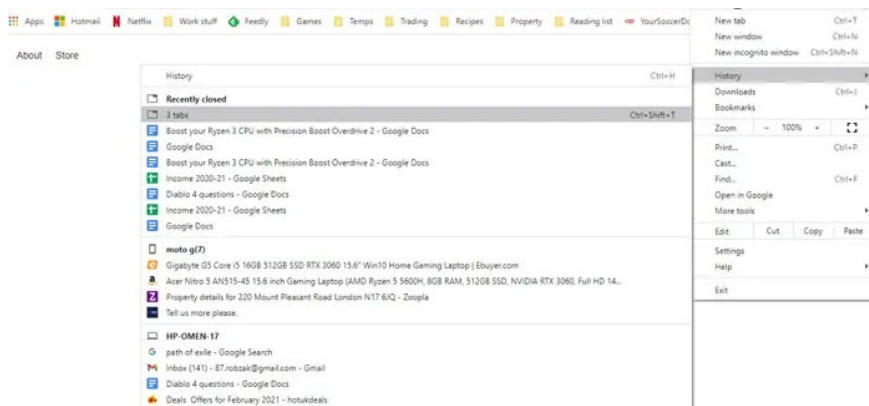 Apps Hotmail Netflix Work stuff Feedly Games Temps Trading Recipes Property Reading list YourSoccerDo
About Store
New tab Ctrl+T
New window Ctrl+N
New incognito window Ctrl+Shift+N
History
Downloads Ctrl+J
Bookmarks
Zoom - 100% +
Print... Ctrl+P
Cast...
Find... Ctrl+F
Open in Google
More tools
Edit Cut Copy Paste
Settings
Help
Exit
History Ctrl+H
Recently closed
3 tabs Ctrl+Shift+T
Boost your Ryzen 3 CPU with Precision Boost Overdrive 2 - Google Docs
Google Docs
Boost your Ryzen 3 CPU with Precision Boost Overdrive 2 - Google Docs
Income 2020-21 - Google Sheets
Diablo 4 questions - Google Docs
Income 2020-21 - Google Sheets
Google Docs
moto g(7)
Gigabyte G5 Core i5 16GB 512GB SSD RTX 3060 15.6" Win10 Home Gaming Laptop | Ebuyer.com
Acer Nitro 5 AN515-45 15.6 inch Gaming Laptop (AMD Ryzen 5 5600H, 8GB RAM, 512GB SSD, NVIDIA RTX 3060, Full HD 14...
Property details for 220 Mount Pleasant Road London N17 6JQ - Zoopla
Tell us more please.
HP-OMEN-17
path of exile - Google Search
Inbox (141) - 87.robzak@gmail.com - Gmail
Diablo 4 questions - Google Docs
Deals Offers for February 2021 - hotukdeals